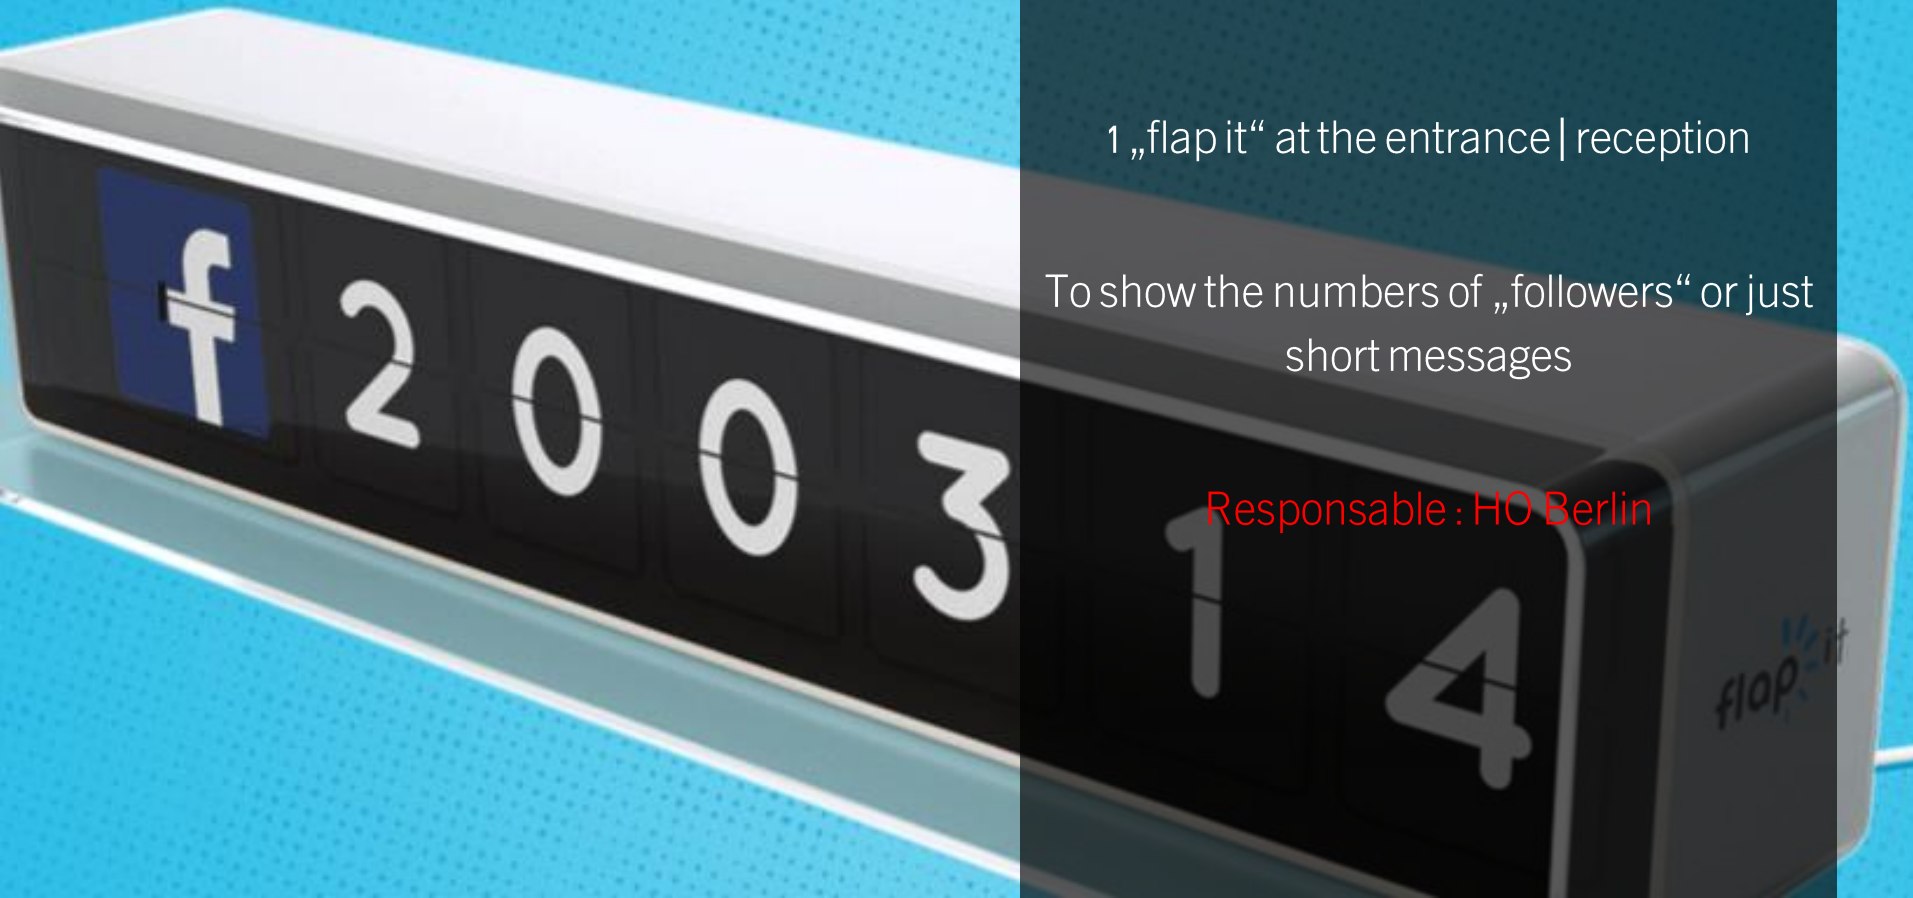 1 „flap it“ at the entrance | reception
To show the numbers of „followers“ or just
short messages
Responsable : HO Berlin
f 2 0 0 3 1 4
flap it